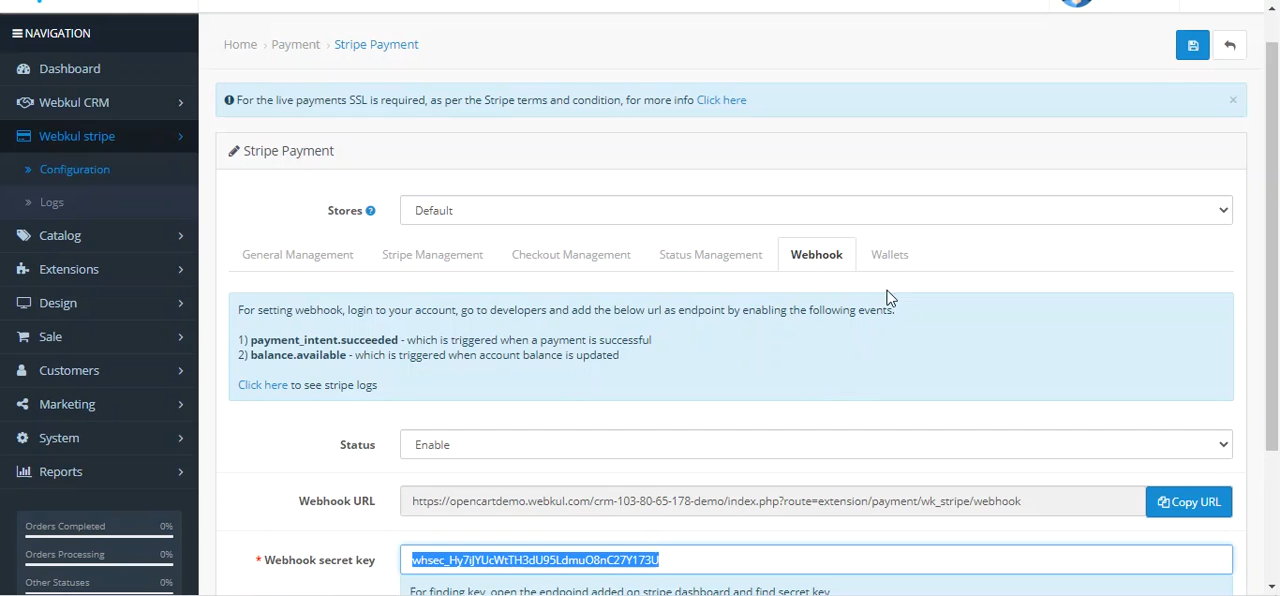 NAVIGATION
Dashboard
Webkul CRM
Webkul stripe
» Configuration
» Logs
Catalog
Extensions
Design
Sale
Customers
Marketing
System
Reports
Orders Completed 0%
Orders Processing 0%
Other Statuses 0%
Home › Payment › Stripe Payment
For the live payments SSL is required, as per the Stripe terms and condition, for more info Click here ×
Stripe Payment
Stores
Default
General Management Stripe Management Checkout Management Status Management Webhook Wallets
For setting webhook, login to your account, go to developers and add the below url as endpoint by enabling the following events.
1) payment_intent.succeeded - which is triggered when a payment is successful
2) balance.available - which is triggered when account balance is updated
Click here to see stripe logs
Status
Enable
Webhook URL
https://opencartdemo.webkul.com/crm-103-80-65-178-demo/index.php?route=extension/payment/wk_stripe/webhook
Copy URL
* Webhook secret key
whsec_Hy7iJYUcWtTH3dU95LdmuO8nC27Y173U
For finding key, open the endpoind added on stripe dashboard and find secret key